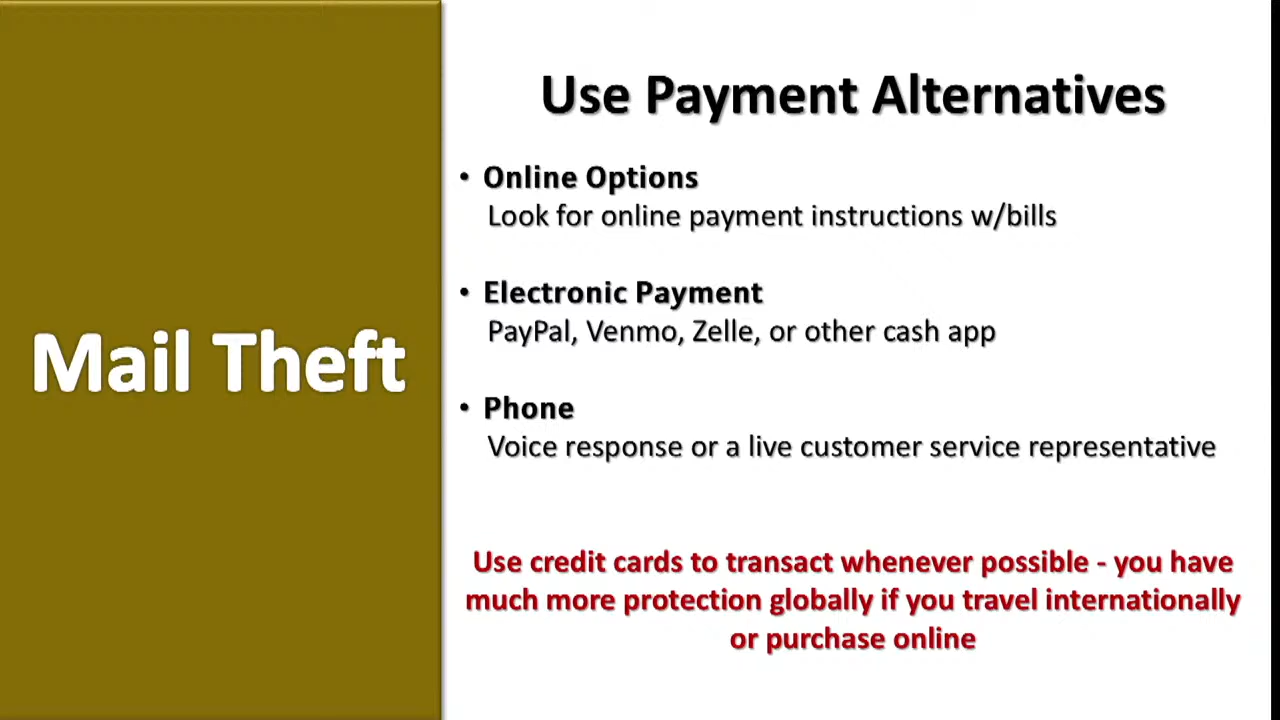 Mail Theft
Use Payment Alternatives
• Online Options
Look for online payment instructions w/bills
• Electronic Payment
PayPal, Venmo, Zelle, or other cash app
• Phone
Voice response or a live customer service representative
Use credit cards to transact whenever possible - you have
much more protection globally if you travel internationally
or purchase online